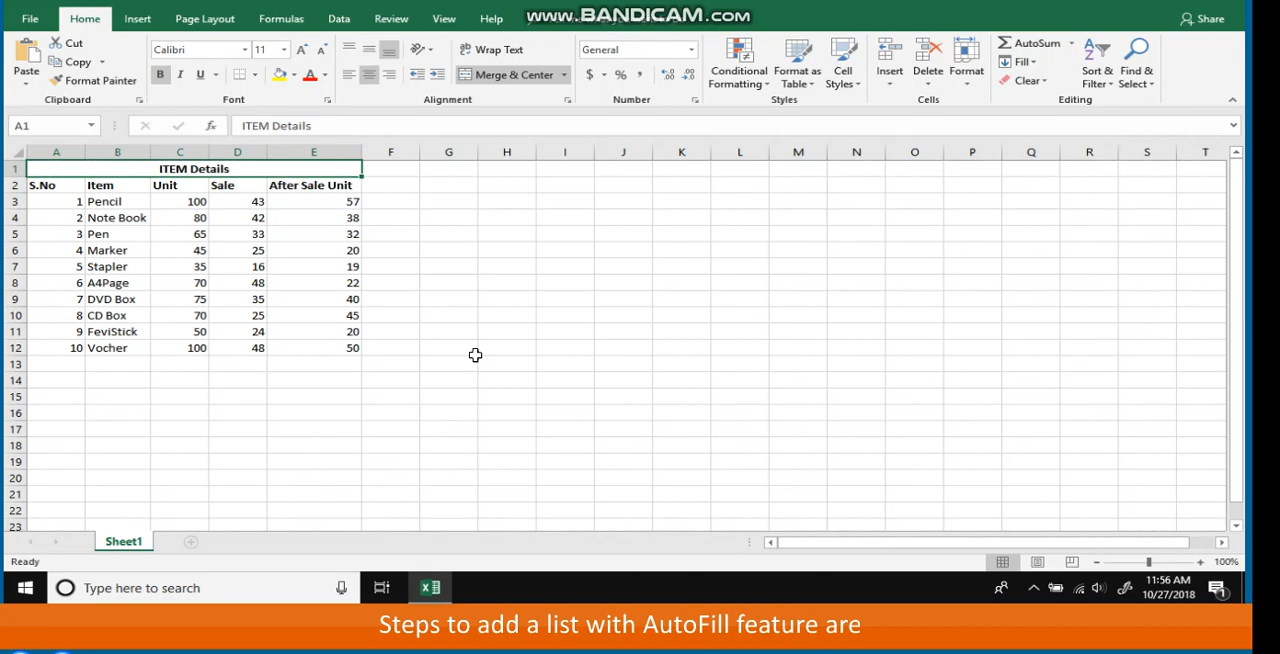 www.BANDICAM.com
File Home Insert Page Layout Formulas Data Review View Help Share
Cut
Copy
Format Painter
Paste
Calibri 11
B I U
Wrap Text
Merge & Center
General
$ % ,
Conditional Formatting
Format as Table
Cell Styles
Insert
Delete
Format
AutoSum
Fill
Clear
Sort & Filter
Find & Select
Clipboard Font Alignment Number Styles Cells Editing
A1 fx ITEM Details
A B C D E F G H I J K L M N O P Q R S T
1 ITEM Details
2 S.No Item Unit Sale After Sale Unit
3 1 Pencil 100 43 57
4 2 Note Book 80 42 38
5 3 Pen 65 33 32
6 4 Marker 45 25 20
7 5 Stapler 35 16 19
8 6 A4Page 70 48 22
9 7 DVD Box 75 35 40
10 8 CD Box 70 25 45
11 9 FeviStick 50 24 20
12 10 Vocher 100 48 50
13
14
15
16
17
18
19
20
21
22
23
Sheet1
Ready 100%
Type here to search
11:56 AM
10/27/2018
1
Steps to add a list with AutoFill feature are